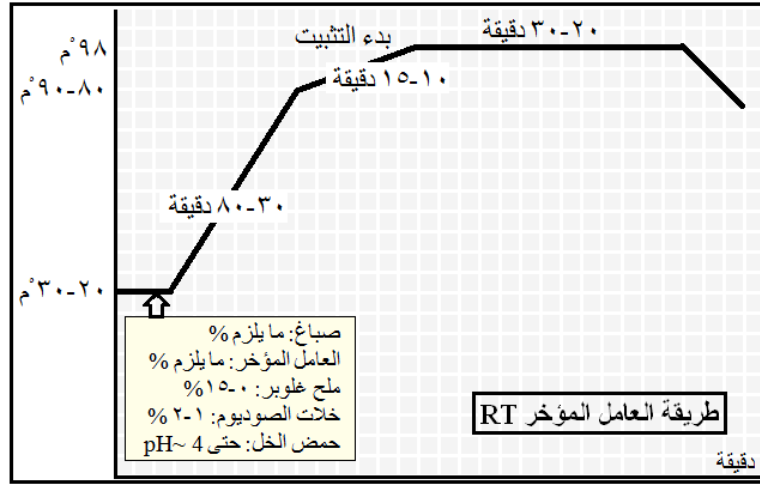 ٩٨°م
بدء التثبيت
٢٠-٣٠ دقيقة
٨٠-٩٠°م
١٠-١٥ دقيقة
٣٠-٨٠ دقيقة
٢٠-٣٠°م
صباغ: ما يلزم %
العامل المؤخر: ما يلزم %
ملح غلوبر: ٠-١٥%
خلات الصوديوم: ١-٢ %
حمض الخل: حتى pH~ 4
طريقة العامل المؤخر RT
دقيقة